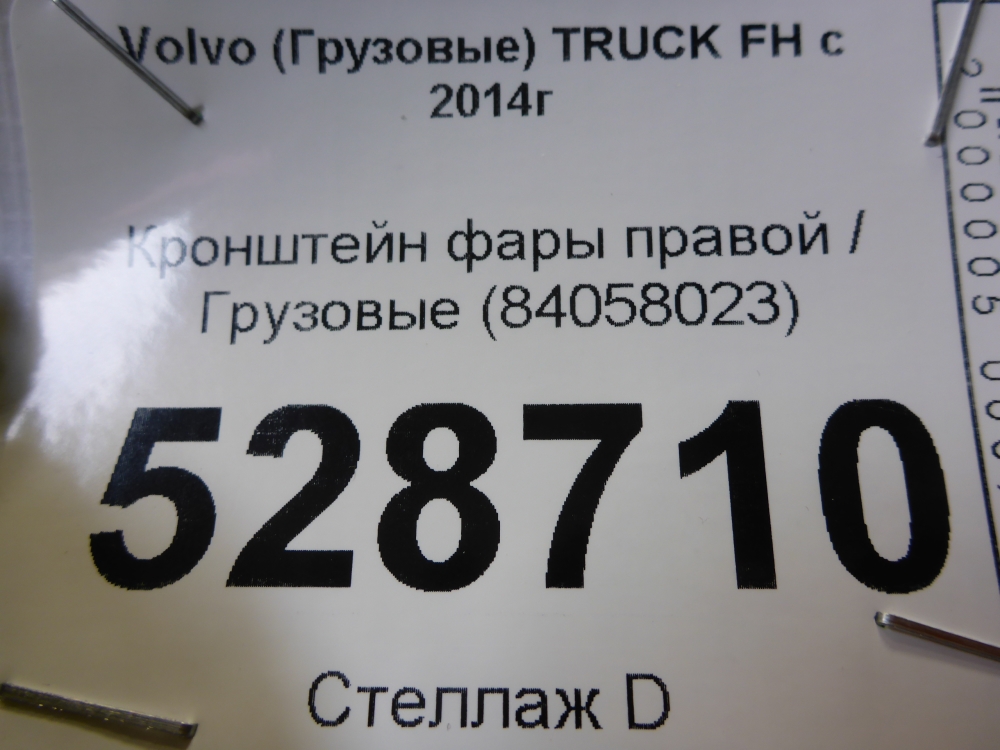 Volvo (Грузовые) TRUCK FH с
2014г
Кронштейн фары правой /
Грузовые (84058023)
528710
Стеллаж D